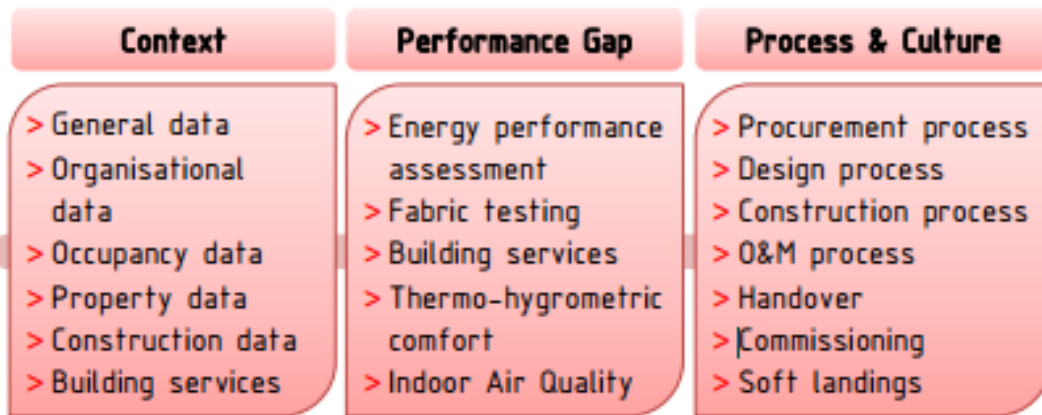 Context
> General data
> Organisational
data
> Occupancy data
> Property data
> Construction data
> Building services
Performance Gap
> Energy performance
assessment
> Fabric testing
> Building services
> Thermo-hygrometric
comfort
> Indoor Air Quality
Process & Culture
> Procurement process
> Design process
> Construction process
> O&M process
> Handover
> Commissioning
> Soft landings